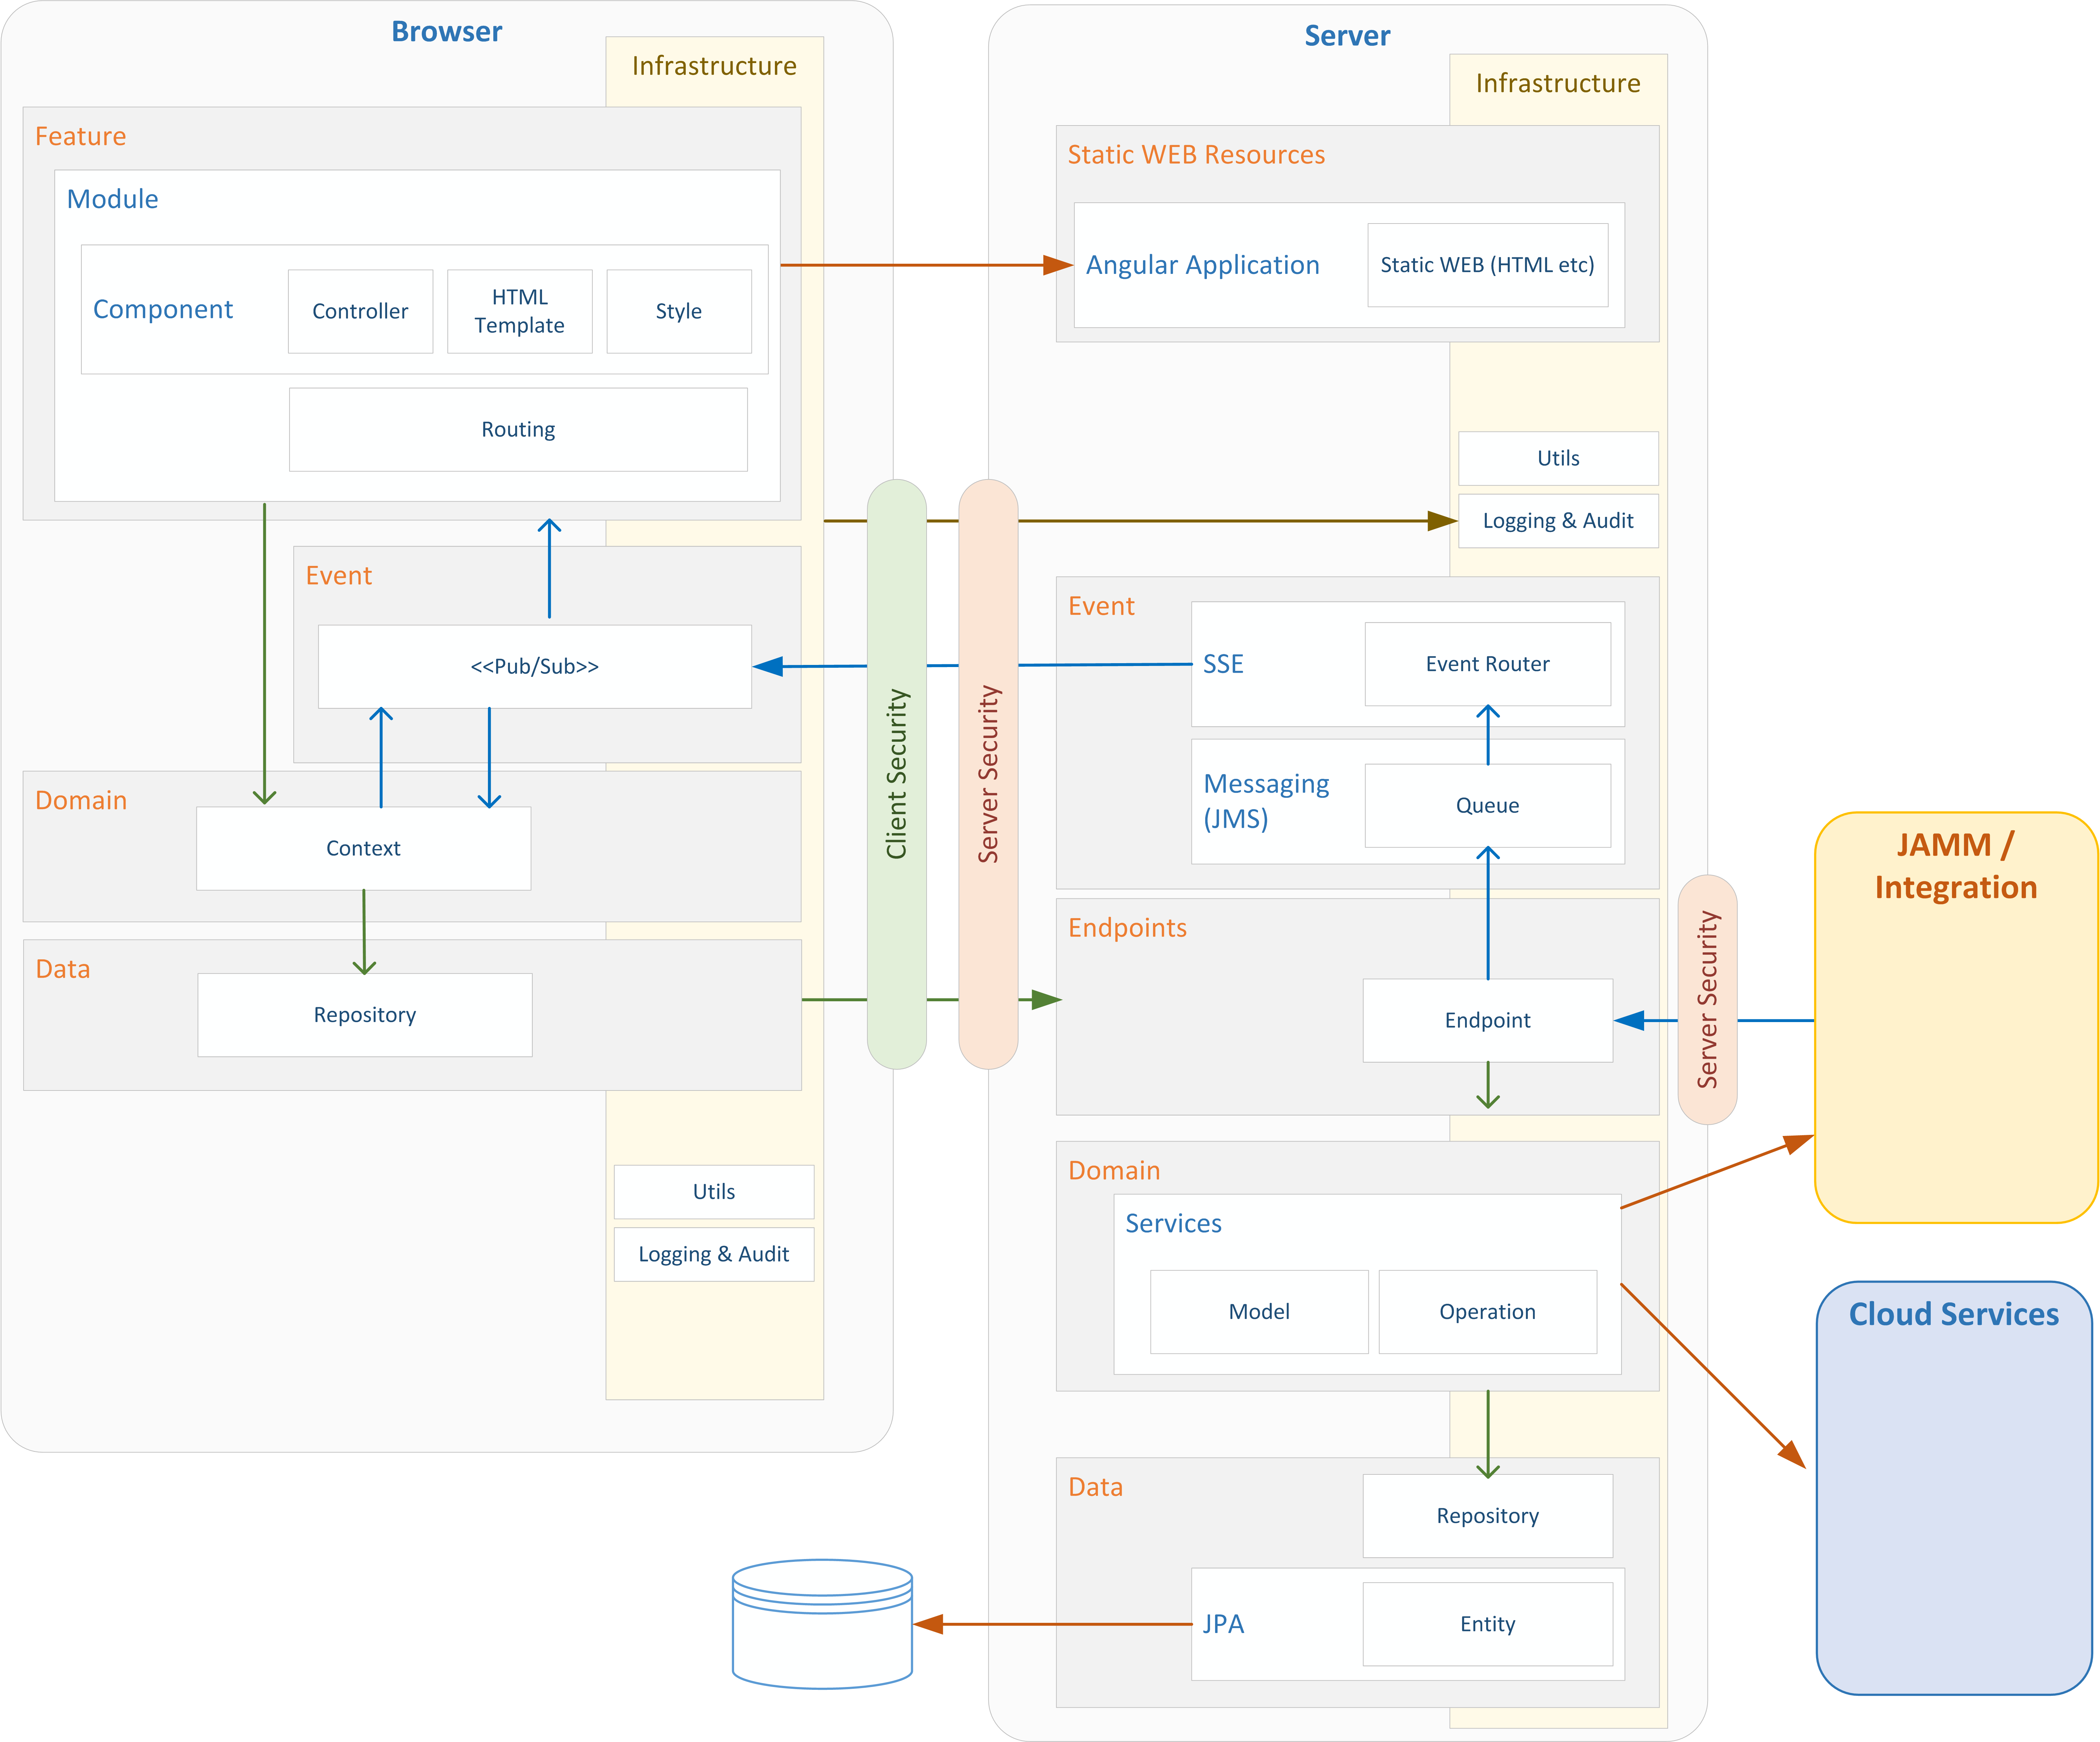 Browser
Infrastructure
Feature
Module
Component
Controller
HTML
Template
Style
Routing
Event
<<Pub/Sub>>
Domain
Context
Data
Repository
Utils
Logging & Audit
Client Security
Server Security
Server
Infrastructure
Static WEB Resources
Angular Application
Static WEB (HTML etc)
Utils
Logging & Audit
Event
SSE
Event Router
Messaging
(JMS)
Queue
Endpoints
Endpoint
Domain
Services
Model
Operation
Data
Repository
JPA
Entity
Server Security
JAMM /
Integration
Cloud Services